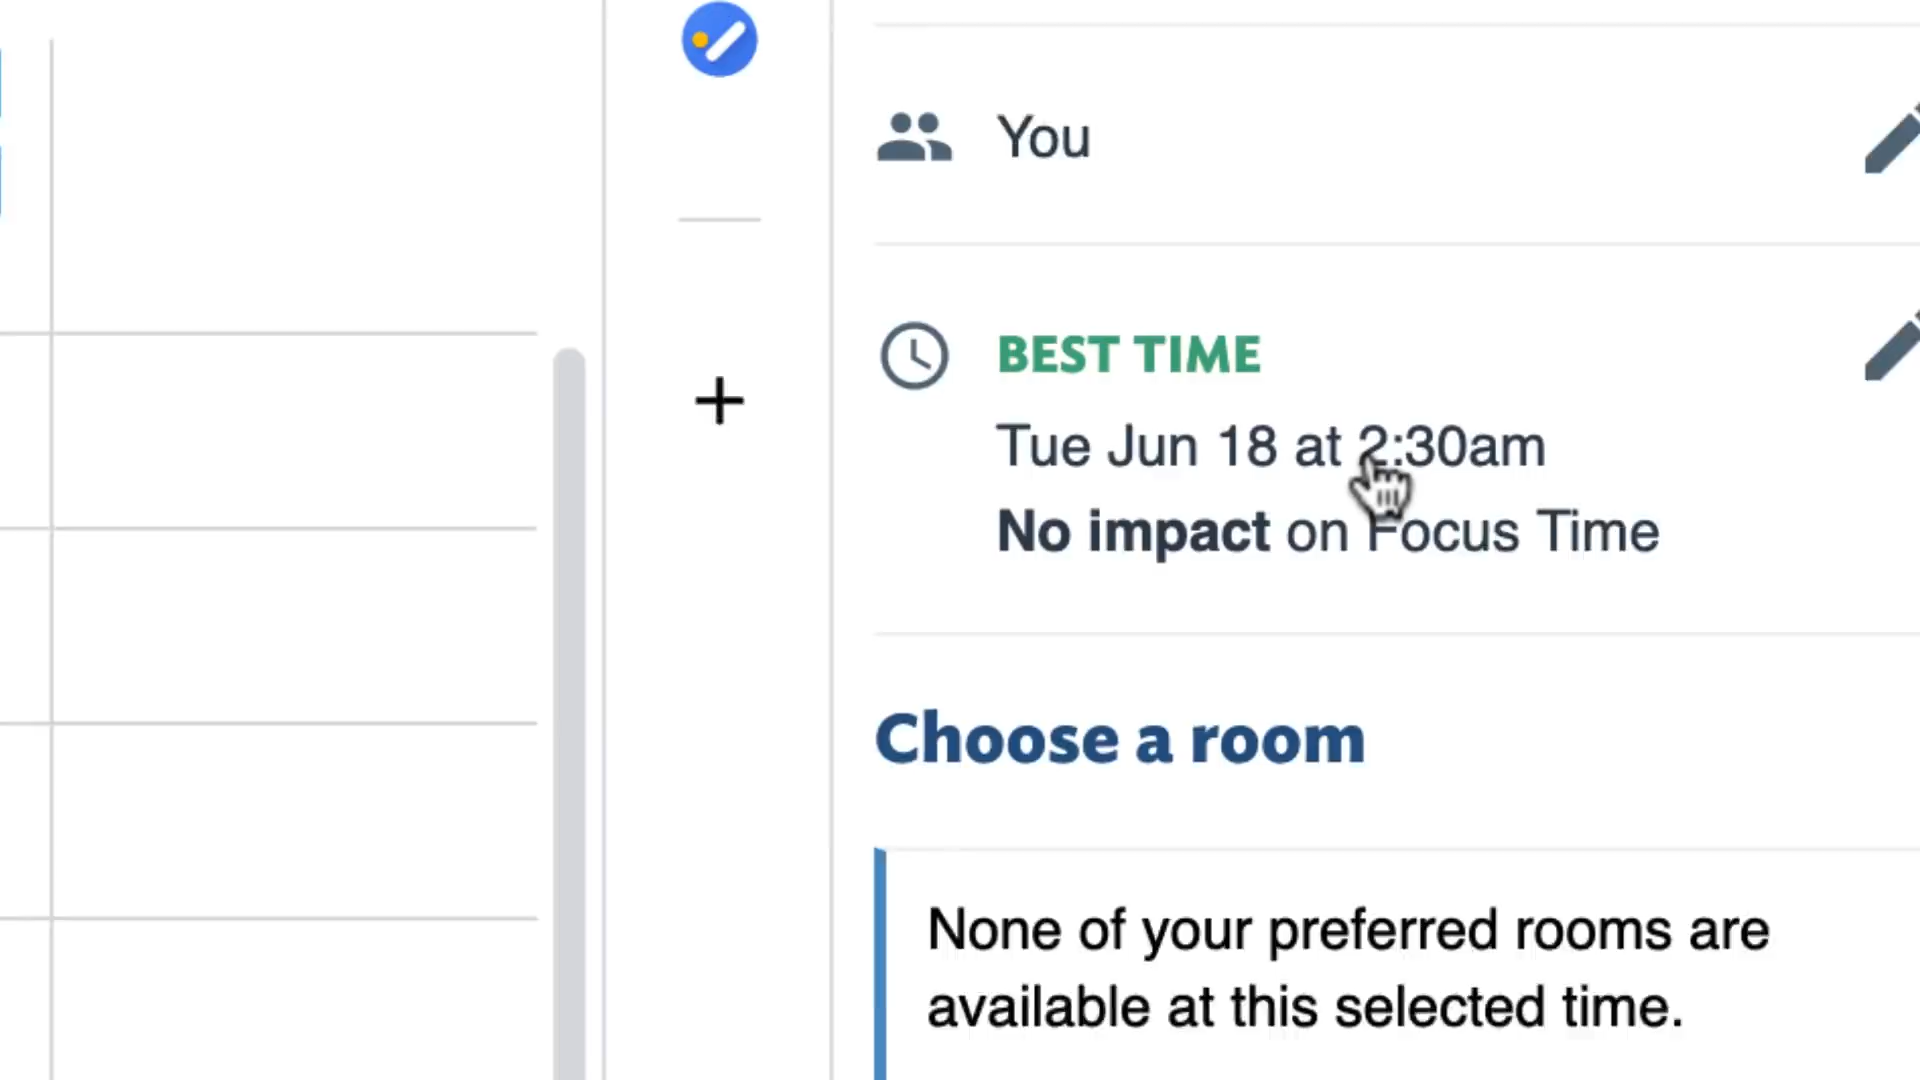 You
BEST TIME
Tue Jun 18 at 2:30am
No impact on Focus Time
Choose a room
None of your preferred rooms are
available at this selected time.